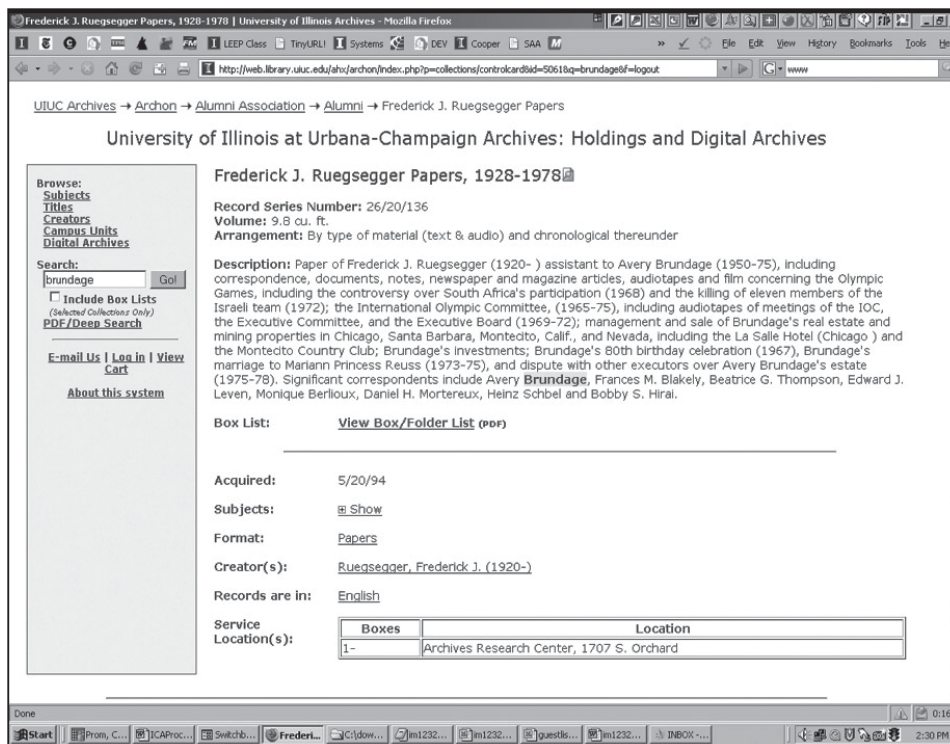 Frederick J. Ruegsegger Papers, 1928-1978 | University of Illinois Archives - Mozilla Firefox
LEEP Class TinyURL! Systems DEV Cooper SAA » File Edit View History Bookmarks Tools
http://web.library.uiuc.edu/ahx/archon/index.php?p=collections/controlcard&id=5061&q=brundage&f=logout G www
UIUC Archives → Archon → Alumni Association → Alumni → Frederick J. Ruegsegger Papers
University of Illinois at Urbana-Champaign Archives: Holdings and Digital Archives
Browse:
Subjects
Titles
Creators
Campus Units
Digital Archives
Search:
brundage Go!
Include Box Lists
(Selected Collections Only)
PDF/Deep Search
E-mail Us | Log in | View
Cart
About this system
Frederick J. Ruegsegger Papers, 1928-1978
Record Series Number: 26/20/136
Volume: 9.8 cu. ft.
Arrangement: By type of material (text & audio) and chronological thereunder
Description: Paper of Frederick J. Ruegsegger (1920- ) assistant to Avery Brundage (1950-75), including
correspondence, documents, notes, newspaper and magazine articles, audiotapes and film concerning the Olympic
Games, including the controversy over South Africa's participation (1968) and the killing of eleven members of the
Israeli team (1972); the International Olympic Committee, (1965-75), including audiotapes of meetings of the IOC,
the Executive Committee, and the Executive Board (1969-72); management and sale of Brundage's real estate and
mining properties in Chicago, Santa Barbara, Montecito, Calif., and Nevada, including the La Salle Hotel (Chicago ) and
the Montecito Country Club; Brundage's investments; Brundage's 80th birthday celebration (1967), Brundage's
marriage to Mariann Princess Reuss (1973-75), and dispute with other executors over Avery Brundage's estate
(1975-78). Significant correspondents include Avery Brundage, Frances M. Blakely, Beatrice G. Thompson, Edward J.
Leven, Monique Berlioux, Daniel H. Mortereux, Heinz Schbel and Bobby S. Hirai.
Box List: View Box/Folder List (PDF)
Acquired: 5/20/94
Subjects: Show
Format: Papers
Creator(s): Ruegsegger, Frederick J. (1920-)
Records are in: English
Service
Location(s):
Boxes Location
1- Archives Research Center, 1707 S. Orchard
Done 0:16
Start Prom, C... ICAProc... Switchb... Frederi... C:\dow... im1232... im1232... guestlis... im1232... INBOX -... 2:30 PM